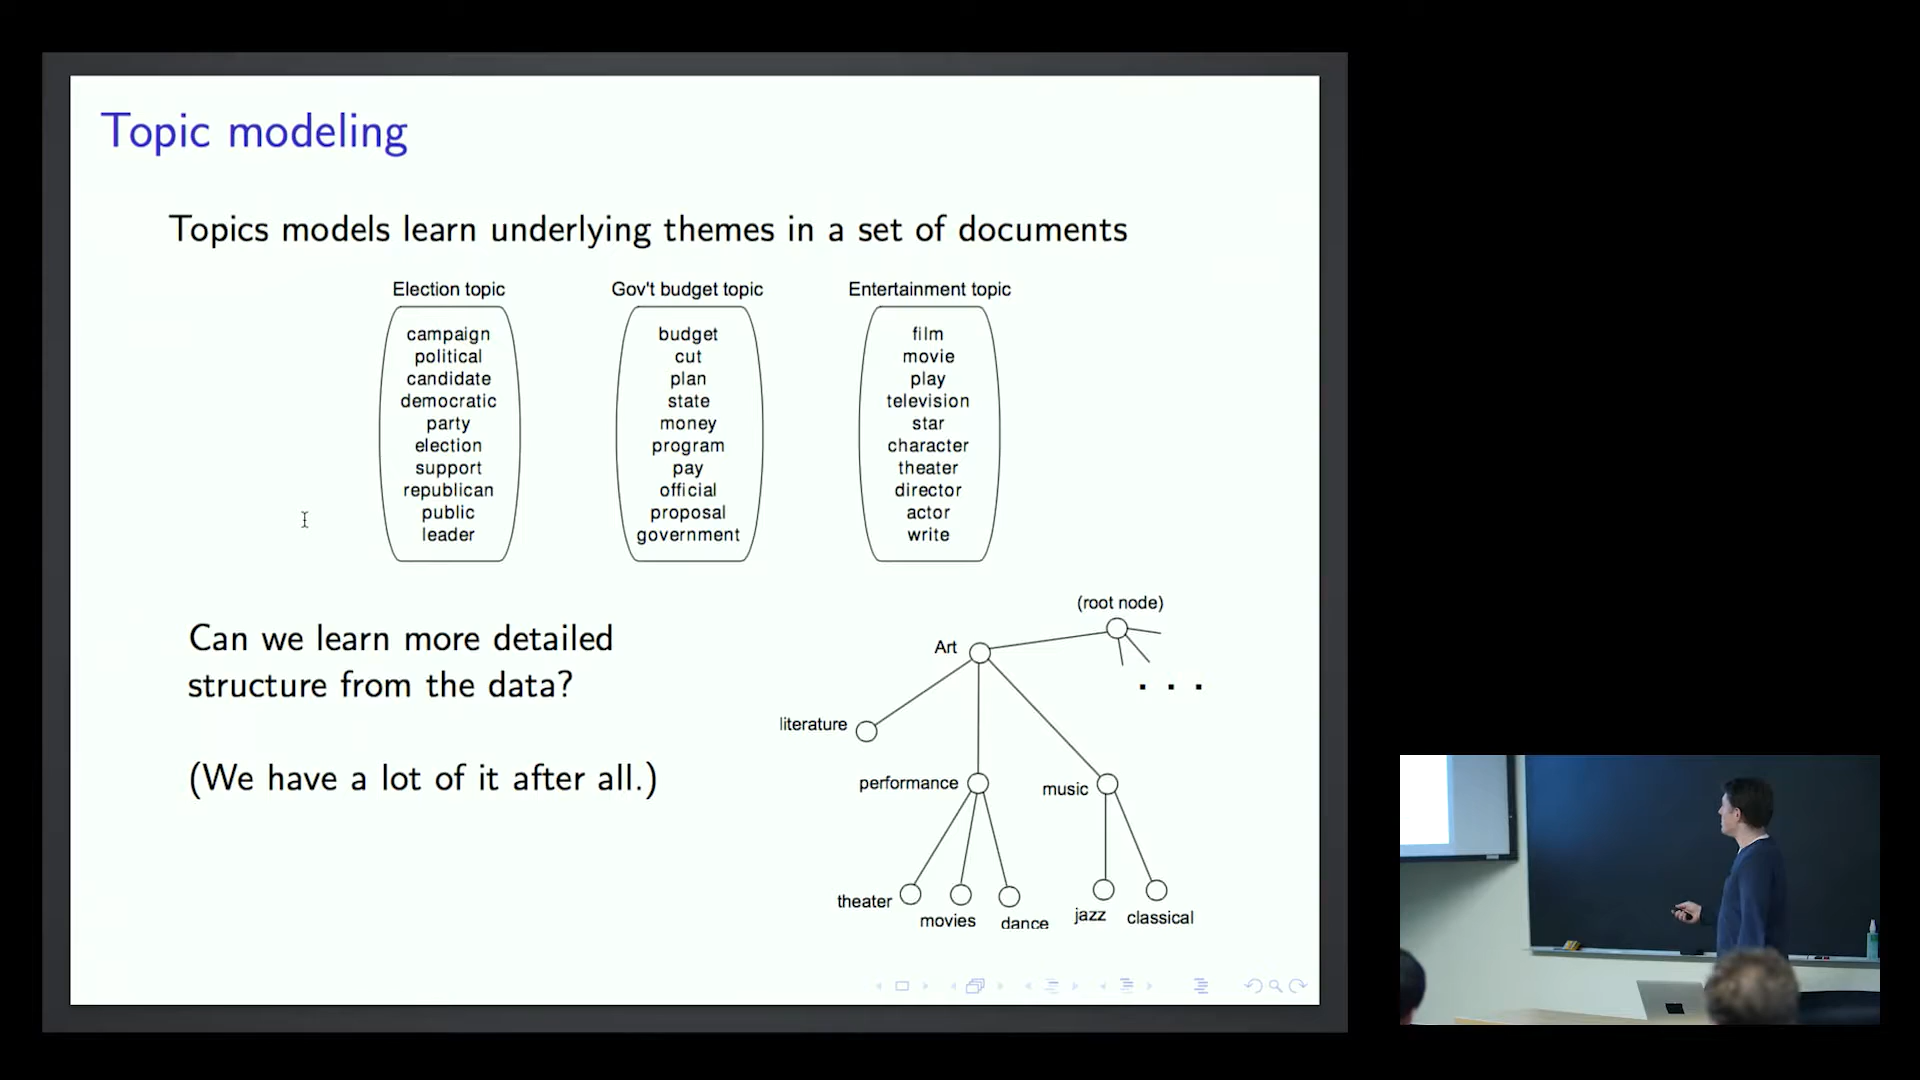 Topic modeling
Topics models learn underlying themes in a set of documents
Election topic
campaign
political
candidate
democratic
party
election
support
republican
public
leader
Gov't budget topic
budget
cut
plan
state
money
program
pay
official
proposal
government
Entertainment topic
film
movie
play
television
star
character
theater
director
actor
write
Can we learn more detailed
structure from the data?
(We have a lot of it after all.)
(root node)
Art
literature
performance
music
theater
movies
dance
jazz
classical